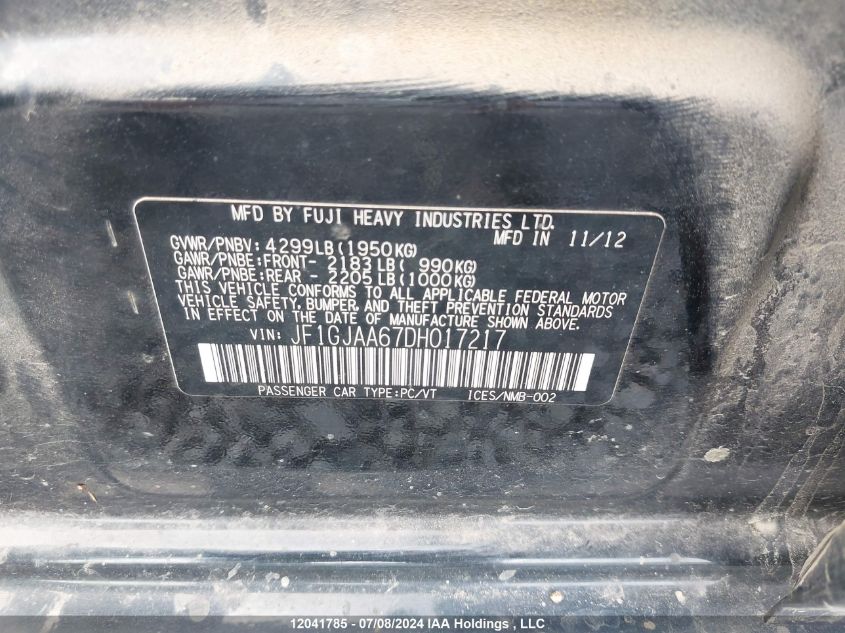 MFD BY FUJI HEAVY INDUSTRIES LTD.
MFD IN 11/12
GVWR/PNBV: 4299LB(1950KG)
GAWR/PNBE:FRONT- 2183LB( 990KG)
GAWR/PNBE:REAR - 2205LB(1000KG)
THIS VEHICLE CONFORMS TO ALL APPLICABLE FEDERAL MOTOR
VEHICLE SAFETY, BUMPER, AND THEFT PREVENTION STANDARDS
IN EFFECT ON THE DATE OF MANUFACTURE SHOWN ABOVE.
VIN: JF1GJAA67DH017217
PASSENGER CAR TYPE:PC/VT ICES/NMB-002
12041785 - 07/08/2024 IAA Holdings , LLC/